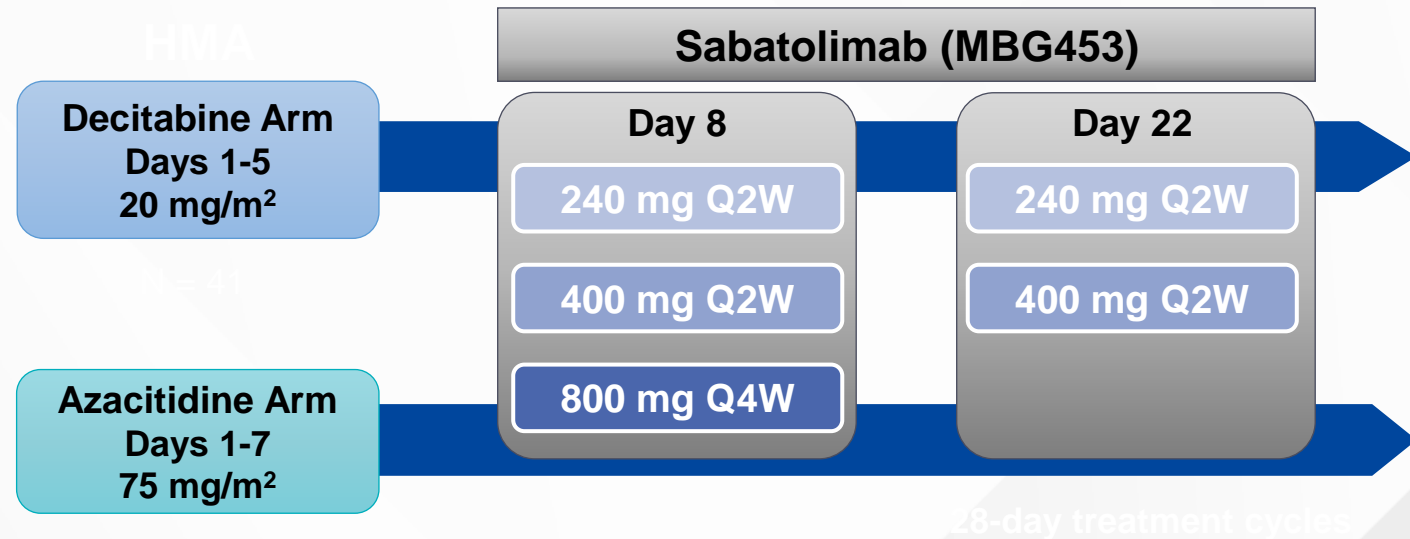 HMA
Sabatolimab (MBG453)
Decitabine Arm
Days 1-5
20 mg/m²
Day 8
240 mg Q2W
400 mg Q2W
800 mg Q4W
Day 22
240 mg Q2W
400 mg Q2W
= 41
Azacitidine Arm
Days 1-7
75 mg/m²
28-day treatment cycles